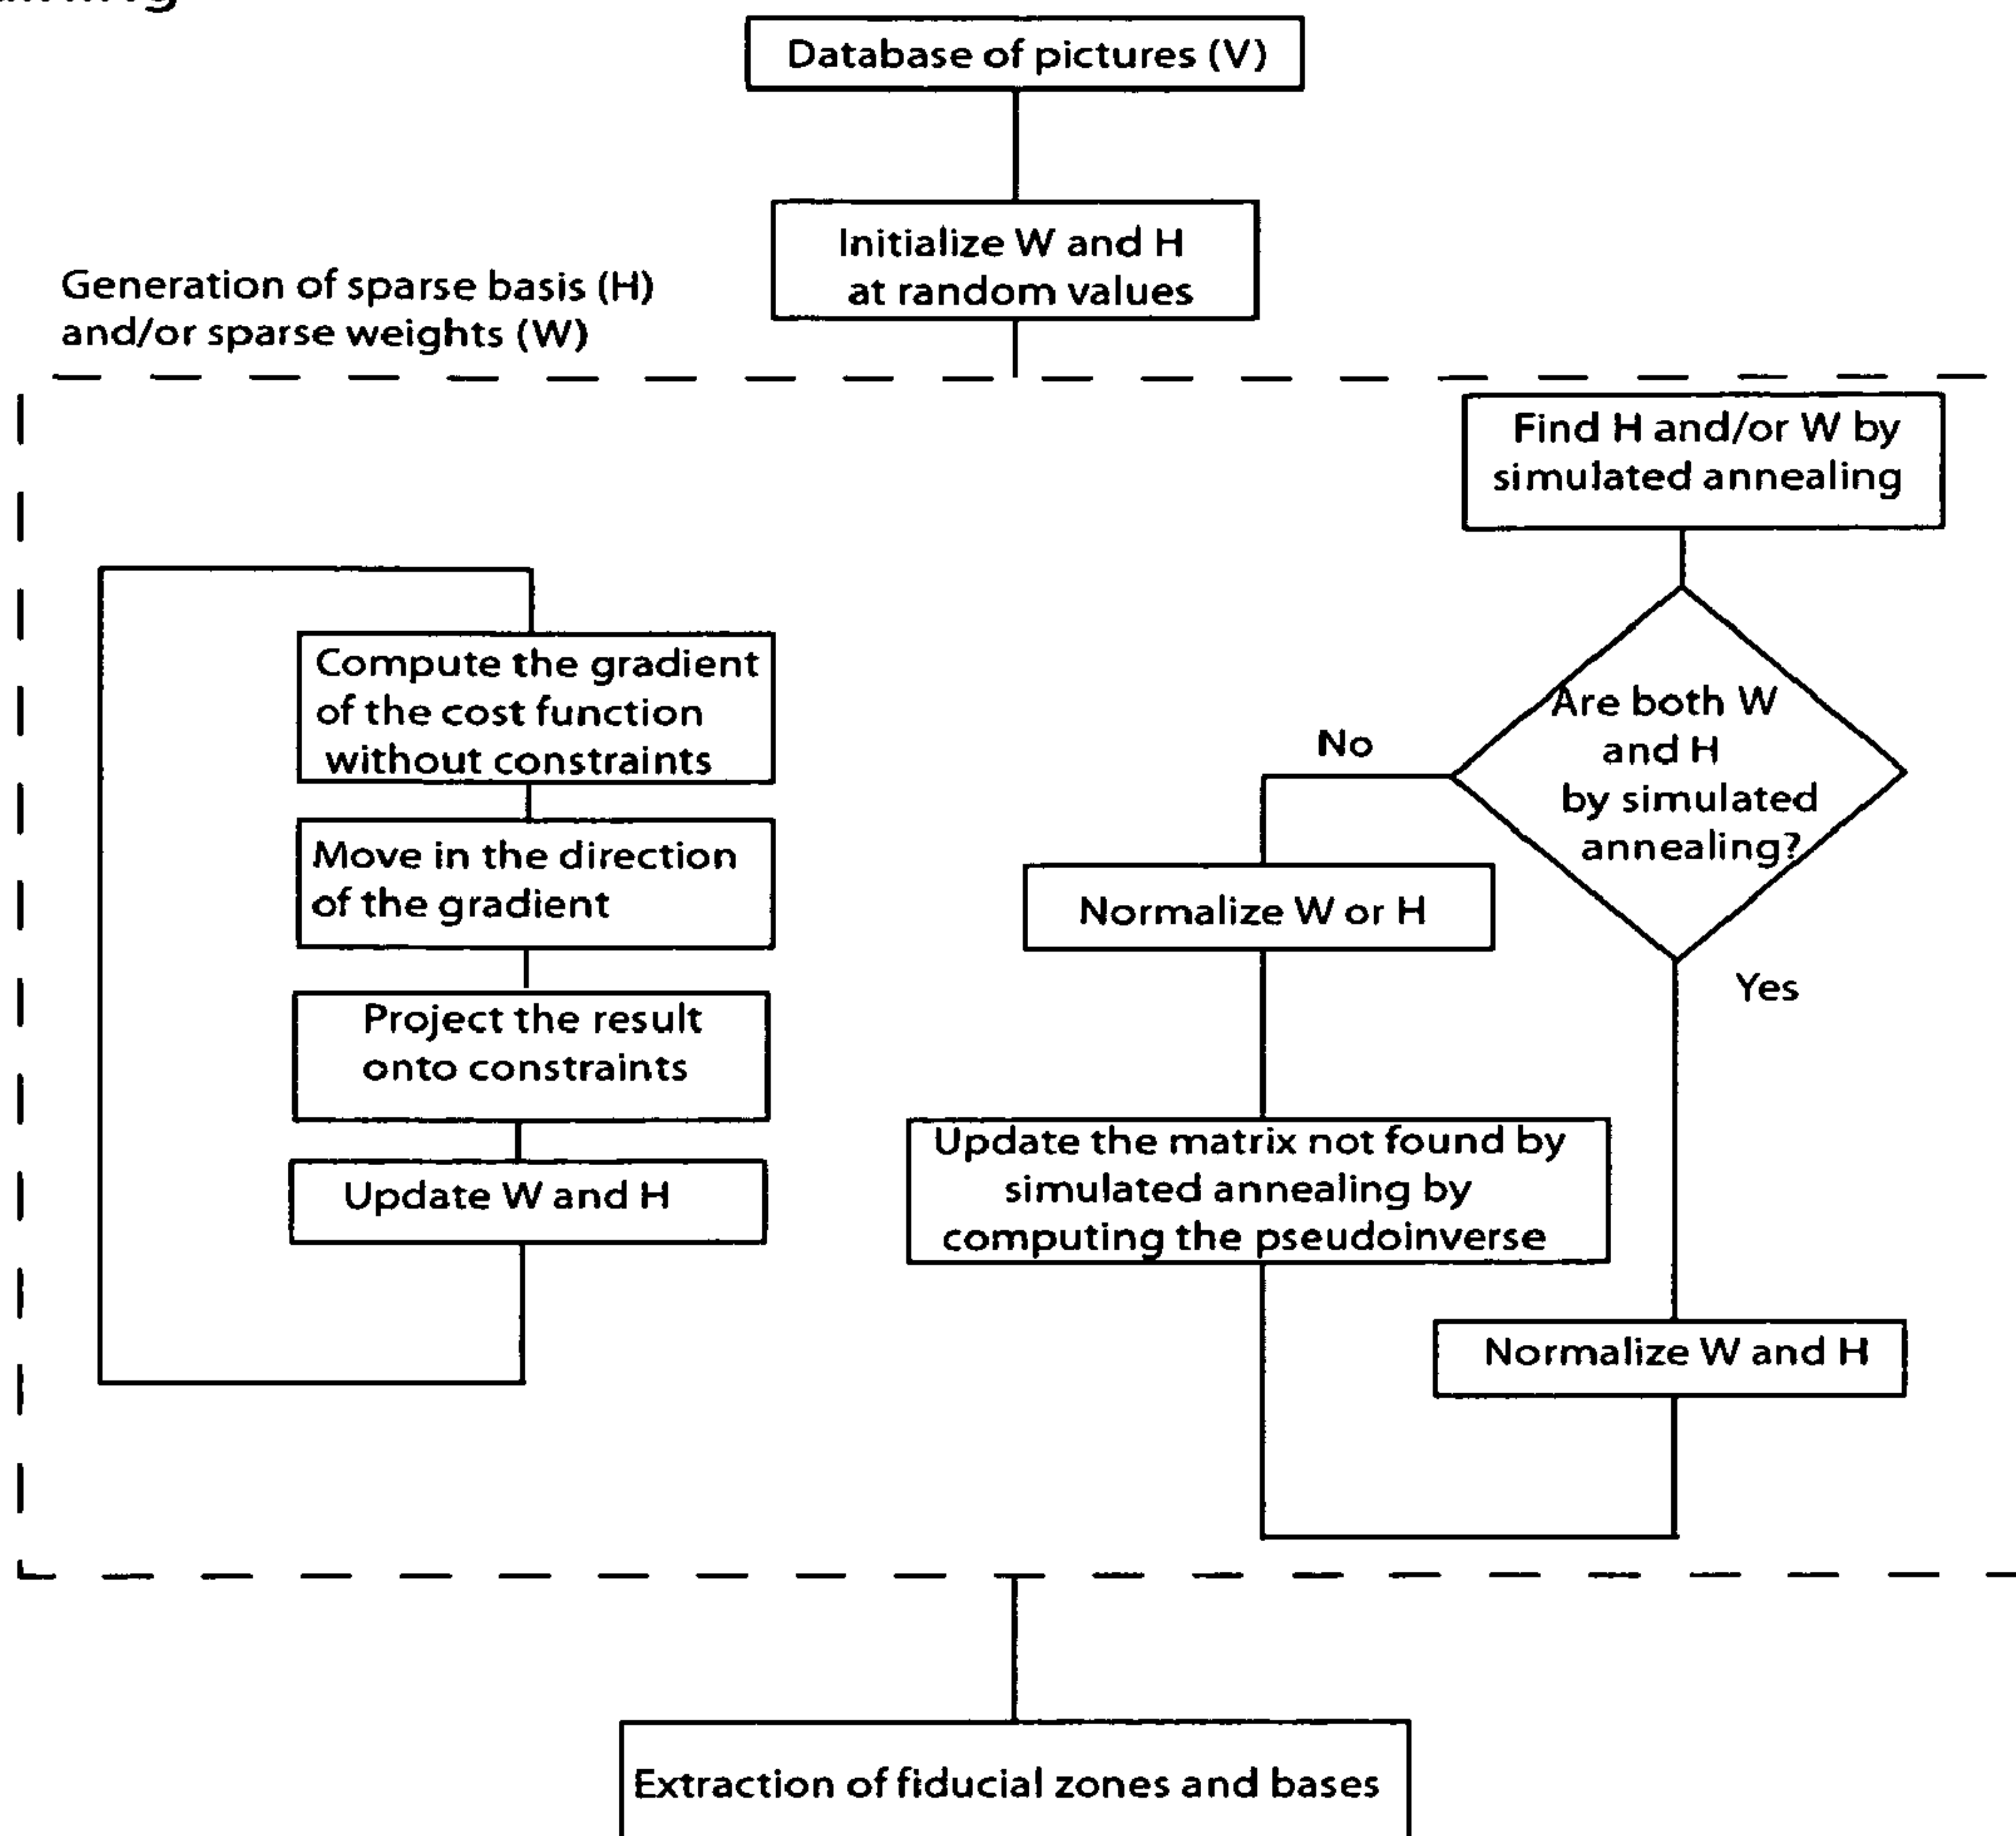 Database of pictures (V)
Initialize W and H
at random values
Generation of sparse basis (H)
and/or sparse weights (W)
Find H and/or W by
simulated annealing
Compute the gradient
of the cost function
without constraints
Move in the direction
of the gradient
Project the result
onto constraints
Update W and H
Are both W
and H
by simulated
annealing?
No
Yes
Normalize W or H
Update the matrix not found by
simulated annealing by
computing the pseudoinverse
Normalize W and H
Extraction of fiducial zones and bases